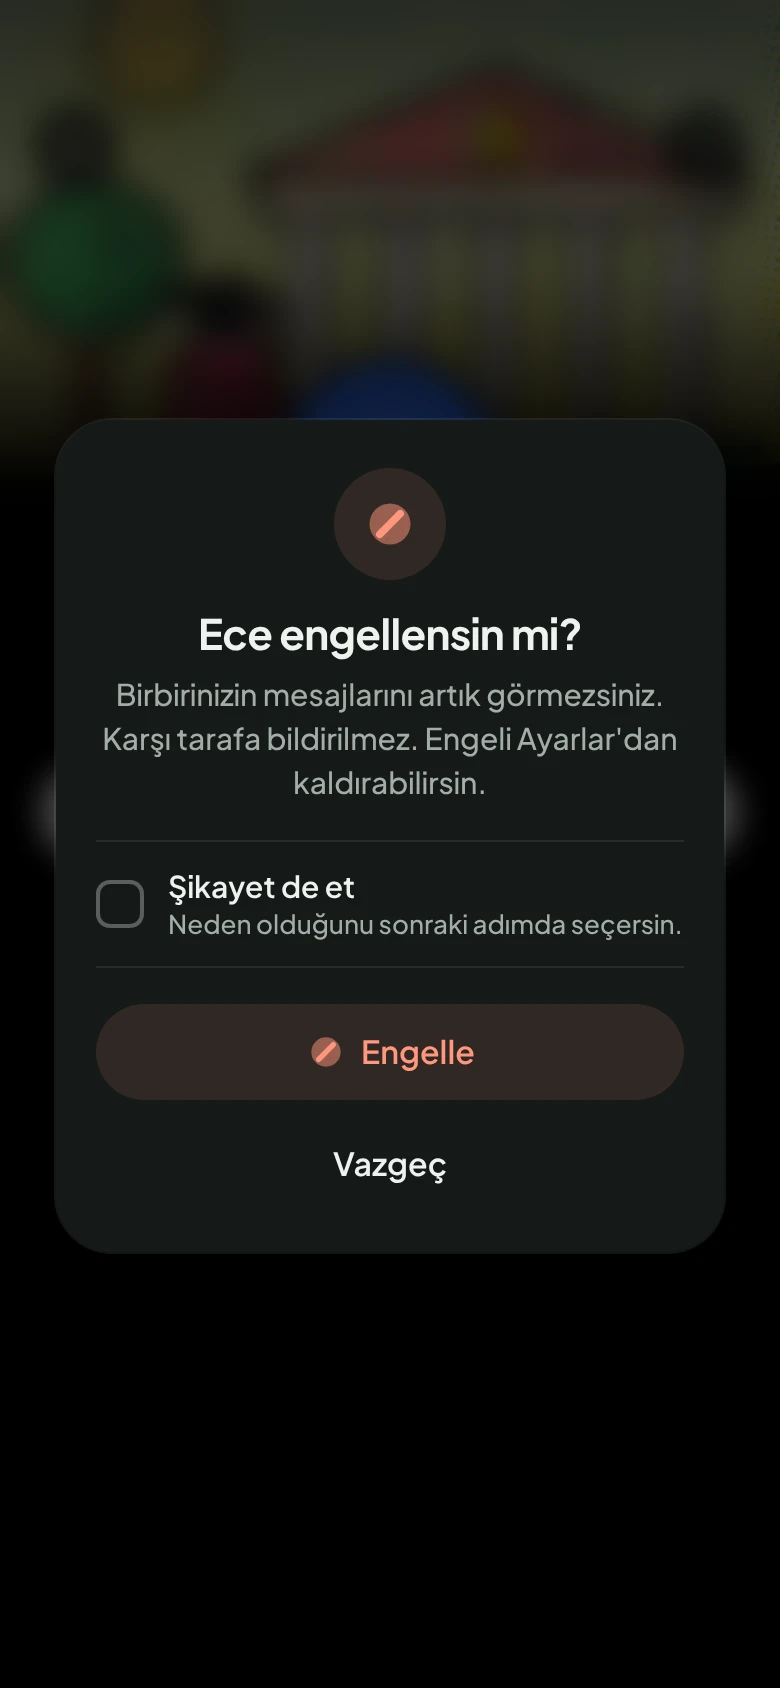 Ece engellensin mi?
Birbirinizin mesajlarını artık görmezsiniz.
Karşı tarafa bildirilmez. Engeli Ayarlar'dan
kaldırabilirsin.
Şikayet de et
Neden olduğunu sonraki adımda seçersin.
Engelle
Vazgeç